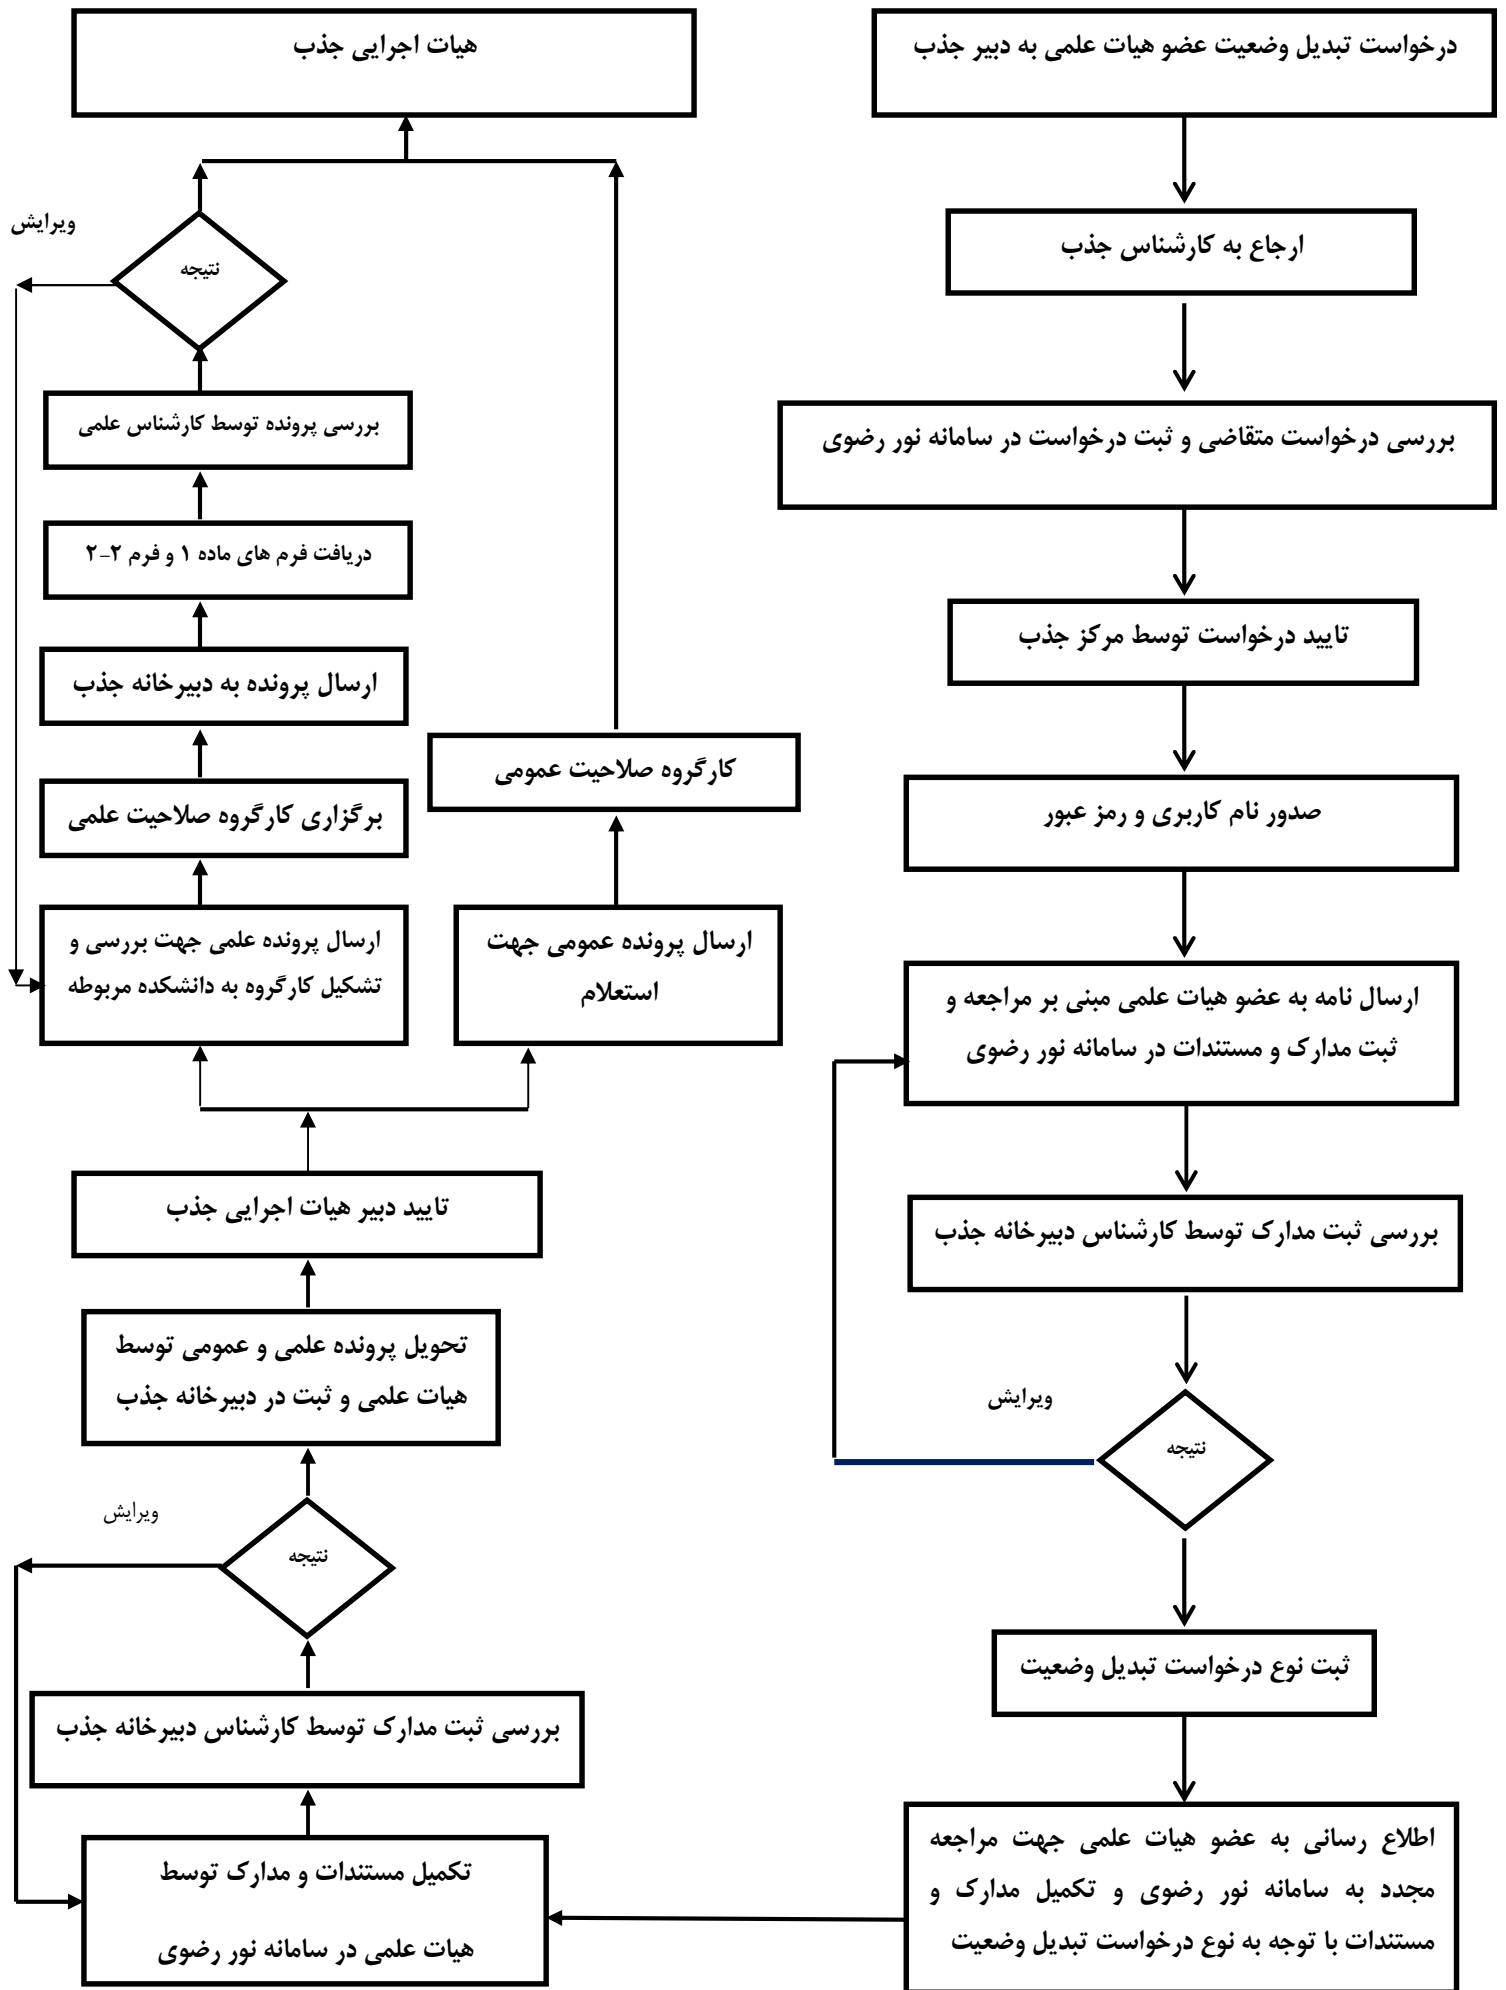 درخواست تبدیل وضعیت عضو هیات علمی به دبیر جذب
ارجاع به کارشناس جذب
بررسی درخواست متقاضی و ثبت درخواست در سامانه نور رضوی
تایید درخواست توسط مرکز جذب
صدور نام کاربری و رمز عبور
ارسال نامه به عضو هیات علمی مبنی بر مراجعه و
ثبت مدارک و مستندات در سامانه نور رضوی
بررسی ثبت مدارک توسط کارشناس دبیرخانه جذب
ویرایش
نتیجه
ثبت نوع درخواست تبدیل وضعیت
اطلاع رسانی به عضو هیات علمی جهت مراجعه
مجدد به سامانه نور رضوی و تکمیل مدارک و
مستندات با توجه به نوع درخواست تبدیل وضعیت
تکمیل مستندات و مدارک توسط
هیات علمی در سامانه نور رضوی
بررسی ثبت مدارک توسط کارشناس دبیرخانه جذب
نتیجه
ویرایش
تحویل پرونده علمی و عمومی توسط
هیات علمی و ثبت در دبیرخانه جذب
تایید دبیر هیات اجرایی جذب
ارسال پرونده عمومی جهت
استعلام
کارگروه صلاحیت عمومی
ارسال پرونده علمی جهت بررسی و
تشکیل کارگروه به دانشکده مربوطه
برگزاری کارگروه صلاحیت علمی
ارسال پرونده به دبیرخانه جذب
دریافت فرم های ماده ۱ و فرم ۲-۲
بررسی پرونده توسط کارشناس علمی
نتیجه
ویرایش
هیات اجرایی جذب